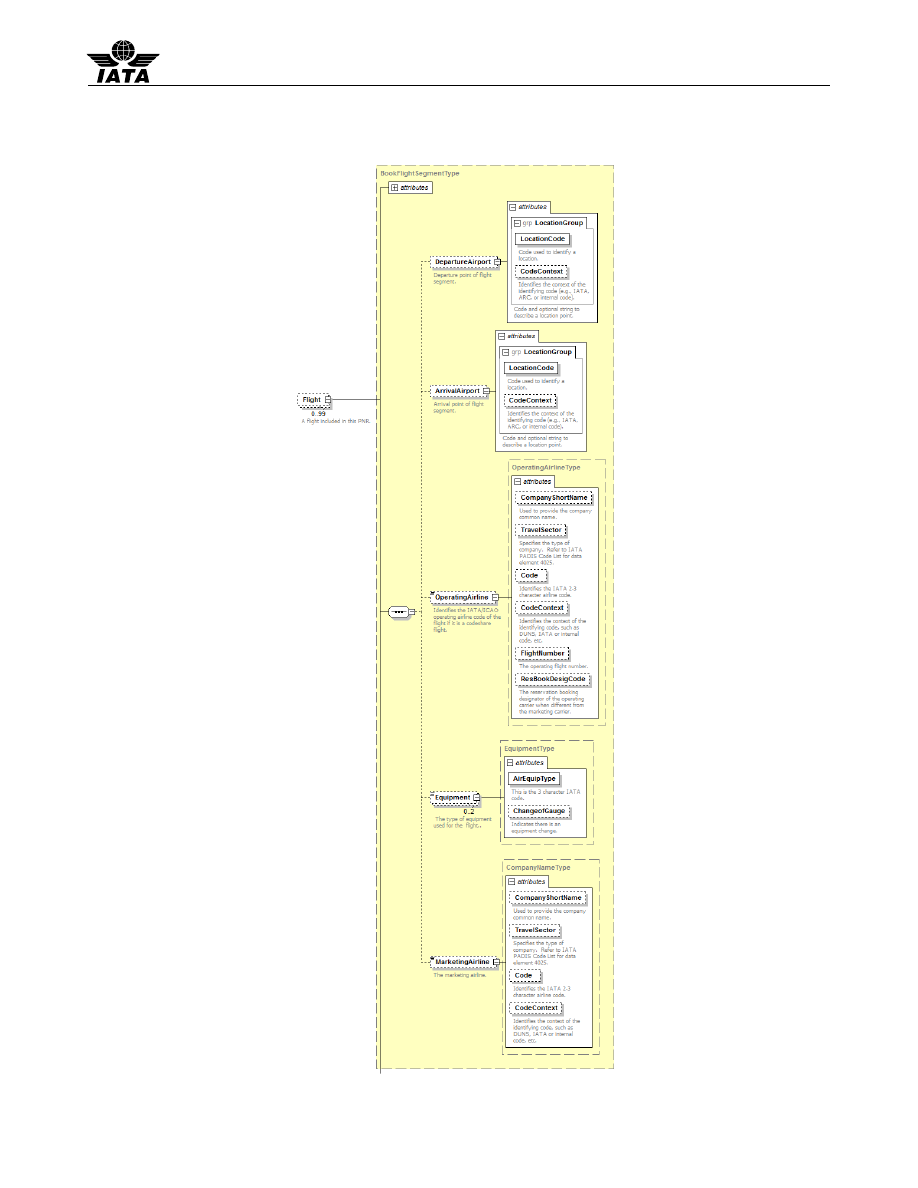 IATA
BookFlightSegmentType
attributes
attributes
grp LocationGroup
LocationCode
Code used to identify a
location.
CodeContext
Identifies the context of the
identifying code (e.g., IATA,
ARC, or internal code).
Code and optional string to
describe a location point.
DepartureAirport
Departure point of flight
segment.
attributes
grp LocationGroup
LocationCode
Code used to identify a
location.
CodeContext
Identifies the context of the
identifying code (e.g., IATA,
ARC, or internal code).
Code and optional string to
describe a location point.
ArrivalAirport
Arrival point of flight
segment.
Flight
0..99
A flight included in this PNR.
OperatingAirlineType
attributes
CompanyShortName
Used to provide the company
common name.
TravelSector
Specifies the type of
company. Refer to IATA
PADIS Code List for data
element 4025.
Code
Identifies the IATA 2-3
character airline code.
CodeContext
Identifies the context of the
identifying code, such as
DUNS, IATA or internal
code, etc.
FlightNumber
The operating flight number.
ResBookDesigCode
The reservation booking
designator of the operating
carrier when different from
the marketing carrier.
OperatingAirline
Identifies the IATA/ICAO
operating airline code of the
flight if it is a codeshare
flight.
EquipmentType
attributes
AirEquipType
This is the 3 character IATA
code.
ChangeofGauge
Indicates there is an
equipment change.
Equipment
0..2
The type of equipment
used for the flight..
CompanyNameType
attributes
CompanyShortName
Used to provide the company
common name.
TravelSector
Specifies the type of
company. Refer to IATA
PADIS Code List for data
element 4025.
Code
Identifies the IATA 2-3
character airline code.
CodeContext
Identifies the context of the
identifying code, such as
DUNS, IATA or internal
code, etc.
MarketingAirline
The marketing airline.